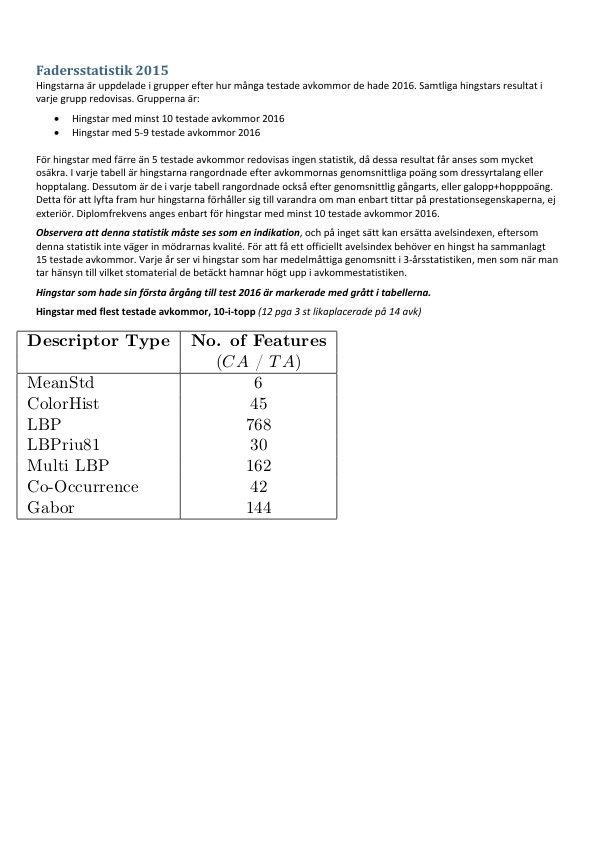 Fadersstatistik 2015
Hingstarna är uppdelade i grupper efter hur många testade avkommor de hade 2016. Samtliga hingstars resultat i
varje grupp redovisas. Grupperna är:
• Hingstar med minst 10 testade avkommor 2016
• Hingstar med 5-9 testade avkommor 2016
För hingstar med färre än 5 testade avkommor redovisas ingen statistik, då dessa resultat får anses som mycket
osäkra. I varje tabell är hingstarna rangordnade efter avkommornas genomsnittliga poäng som dressyrtalang eller
hopptalang. Dessutom är de i varje tabell rangordnade också efter genomsnittlig gångarts, eller galopp+hopppoäng.
Detta för att lyfta fram hur hingstarna förhåller sig till varandra om man enbart tittar på prestationsegenskaperna, ej
exteriör. Diplomfrekvens anges enbart för hingstar med minst 10 testade avkommor 2016.
Observera att denna statistik måste ses som en indikation, och på inget sätt kan ersätta avelsindexen, eftersom
denna statistik inte väger in mödrarnas kvalité. För att få ett officiellt avelsindex behöver en hingst ha sammanlagt
15 testade avkommor. Varje år ser vi hingstar som har medelmåttiga genomsnitt i 3-årsstatistiken, men som när man
tar hänsyn till vilket stomaterial de betäckt hamnar högt upp i avkommestatistiken.
Hingstar som hade sin första årgång till test 2016 är markerade med grått i tabellerna.
Hingstar med flest testade avkommor, 10-i-topp (12 pga 3 st likaplacerade på 14 avk)
Descriptor Type No. of Features
(CA / TA)
MeanStd 6
ColorHist 45
LBP 768
LBPriu81 30
Multi LBP 162
Co-Occurrence 42
Gabor 144